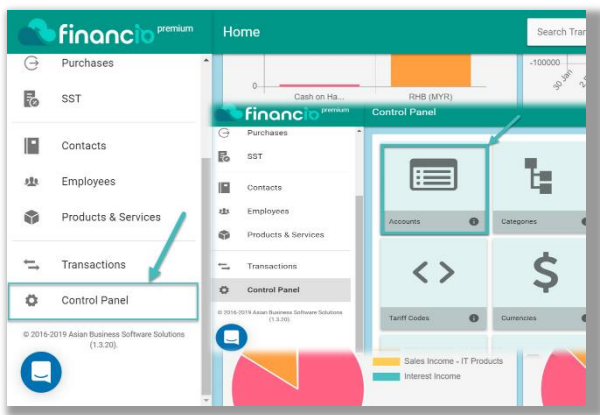 financio premium
Home
Search Tran
Purchases
SST
Contacts
Employees
Products & Services
Transactions
Control Panel
© 2016-
2019 Asian Business Software Solutions
(1.3.20).
0
Cash on Ha...
RHB (MYR)
-100000
30 Jan
financio premium
Control Panel
Purchases
SST
Contacts
Employees
Products & Services
Transactions
Control Panel
© 2016-2019 Asian Business Software Solutions
(1.3.20).
Accounts
Categories
Tariff Codes
Currencies
Sales Income - IT Products
Interest Income